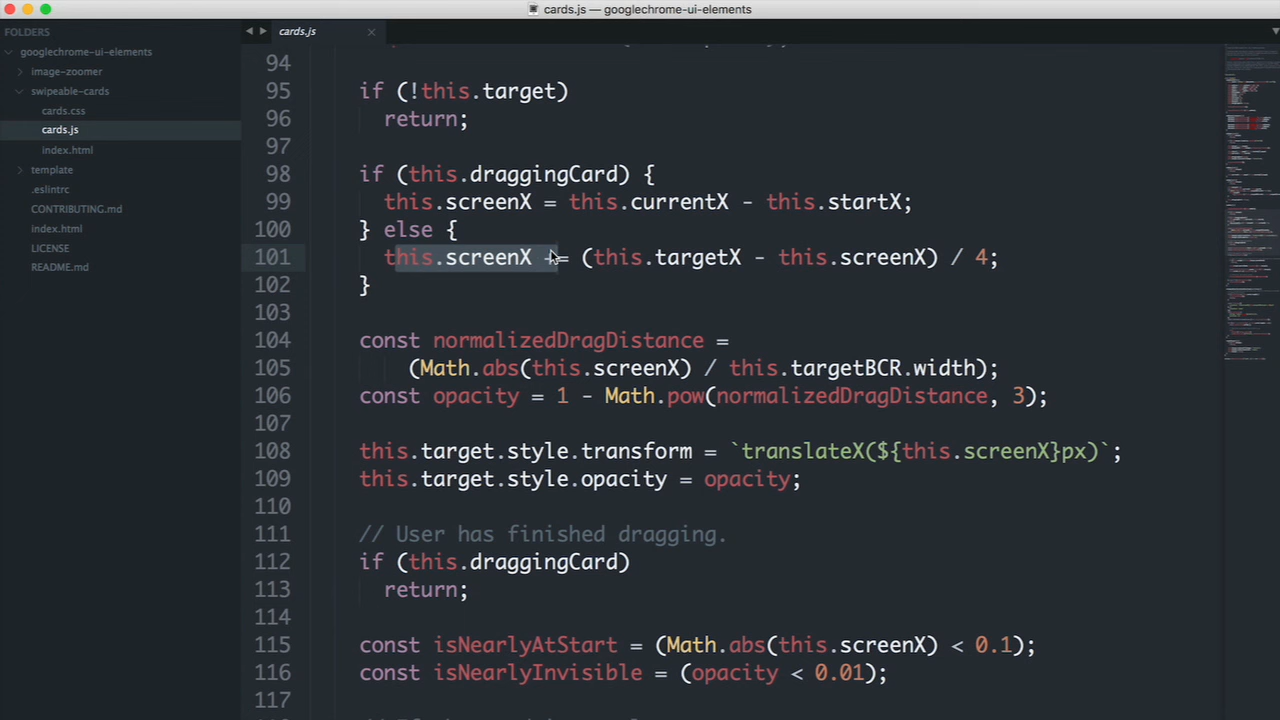 cards.js — googlechrome-ui-elements
FOLDERS
googlechrome-ui-elements
image-zoomer
swipeable-cards
cards.css
cards.js
index.html
template
.eslintrc
CONTRIBUTING.md
index.html
LICENSE
README.md
cards.js
94
95 if (!this.target)
96 return;
97
98 if (this.draggingCard) {
99 this.screenX = this.currentX - this.startX;
100 } else {
101 this.screenX += (this.targetX - this.screenX) / 4;
102 }
103
104 const normalizedDragDistance =
105 (Math.abs(this.screenX) / this.targetBCR.width);
106 const opacity = 1 - Math.pow(normalizedDragDistance, 3);
107
108 this.target.style.transform = `translateX(${this.screenX}px)`;
109 this.target.style.opacity = opacity;
110
111 // User has finished dragging.
112 if (this.draggingCard)
113 return;
114
115 const isNearlyAtStart = (Math.abs(this.screenX) < 0.1);
116 const isNearlyInvisible = (opacity < 0.01);
117